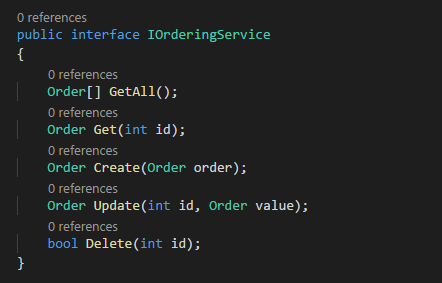 0 references
public interface IOrderingService
{
0 references
Order[] GetAll();
0 references
Order Get(int id);
0 references
Order Create(Order order);
0 references
Order Update(int id, Order value);
0 references
bool Delete(int id);
}